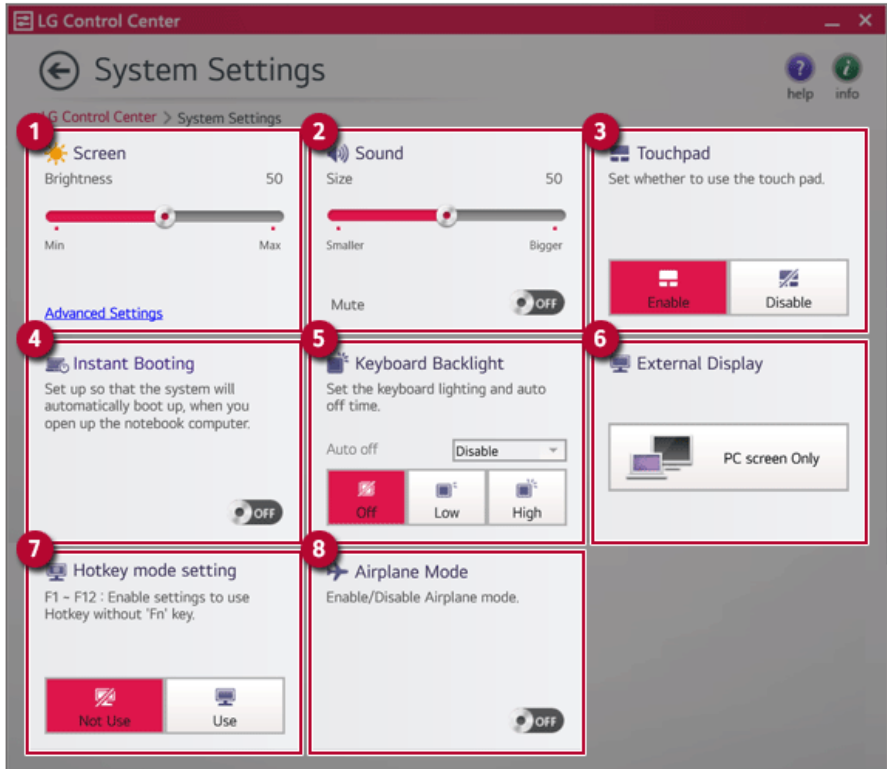 LG Control Center
System Settings
help info
LG Control Center > System Settings
1
Screen
Brightness 50
Min Max
Advanced Settings
2
Sound
Size 50
Smaller Bigger
Mute OFF
3
Touchpad
Set whether to use the touch pad.
Enable Disable
4
Instant Booting
Set up so that the system will
automatically boot up, when you
open up the notebook computer.
OFF
5
Keyboard Backlight
Set the keyboard lighting and auto
off time.
Auto off Disable
Off Low High
6
External Display
PC screen Only
7
Hotkey mode setting
F1 ~ F12 : Enable settings to use
Hotkey without 'Fn' key.
Not Use Use
8
Airplane Mode
Enable/Disable Airplane mode.
OFF